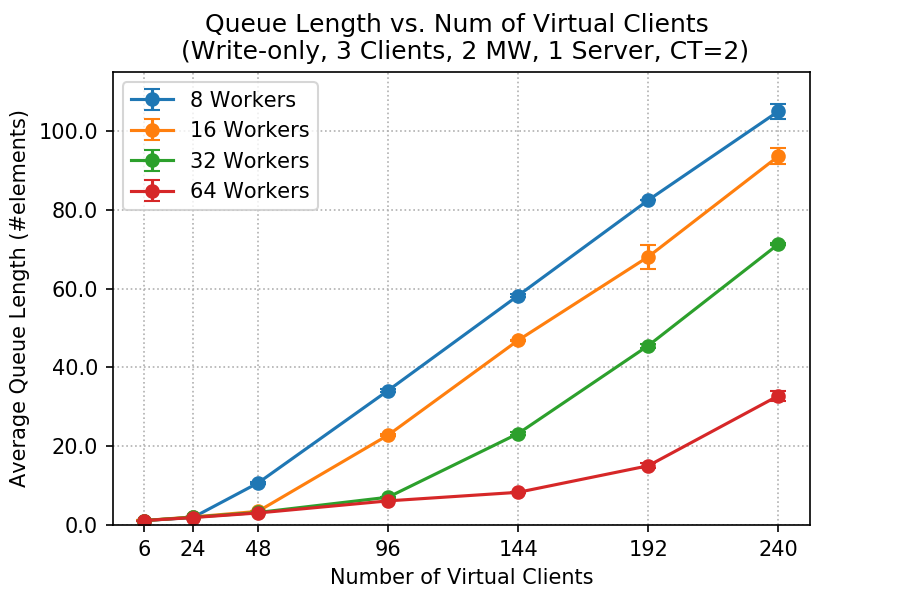 Queue Length vs. Num of Virtual Clients
(Write-only, 3 Clients, 2 MW, 1 Server, CT=2)
8 Workers
16 Workers
32 Workers
64 Workers
Average Queue Length (#elements)
100.0
80.0
60.0
40.0
20.0
0.0
6 24 48 96 144 192 240
Number of Virtual Clients